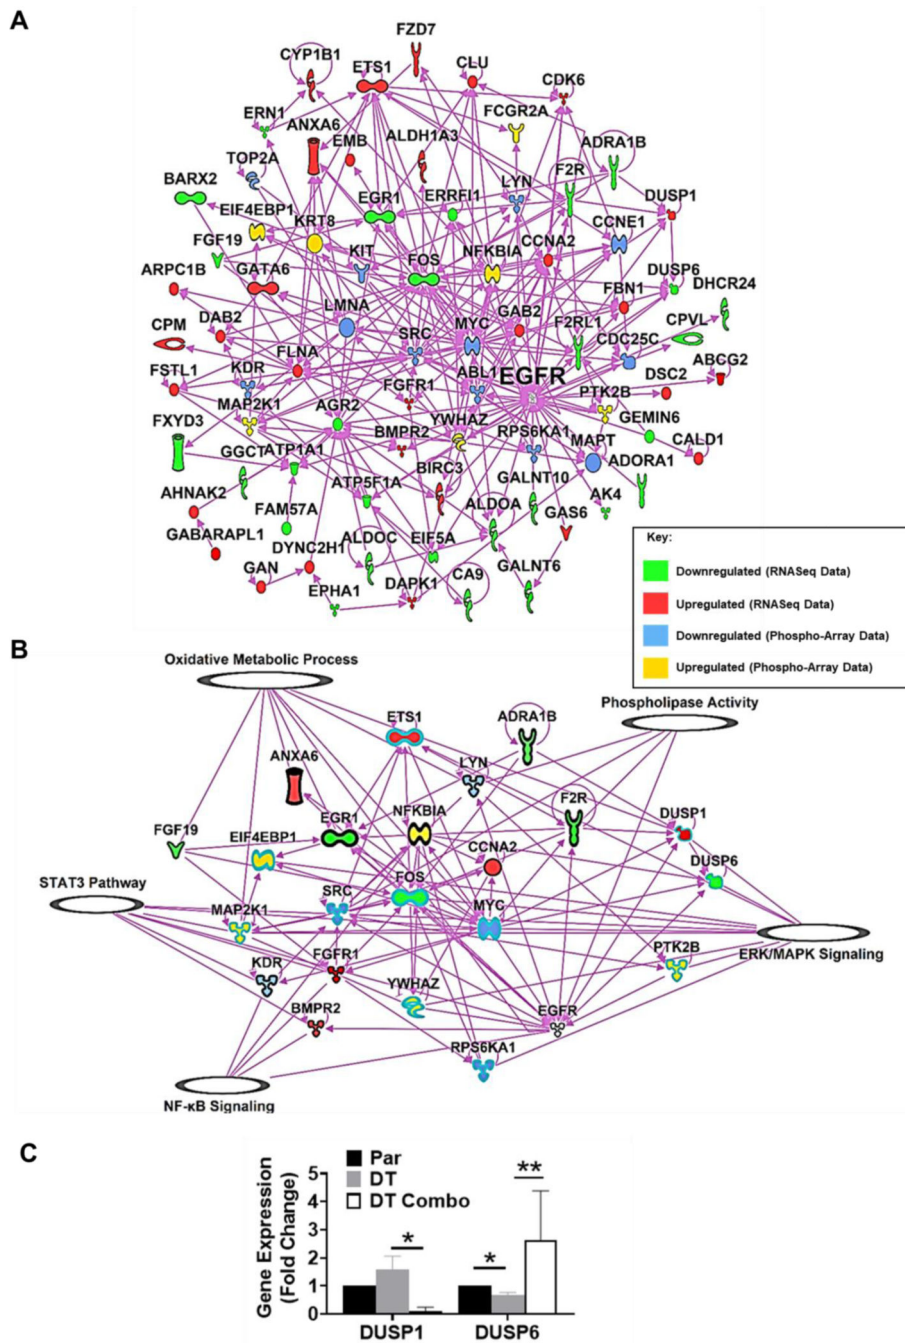 A
FZD7
CYP1B1
ETS1
CLU
CDK6
ERN1
FCGR2A
ANXA6
EMB
ALDH1A3
ADRA1B
TOP2A
LYN
F2R
BARX2
DUSP1
EGR1
ERRFI1
EIF4EBP1
CCNE1
KRT8
FGF19
KIT
NFKBIA
CCNA2
FOS
ARPC1B
GATA6
DUSP6
DHCR24
FBN1
LMNA
DAB2
GAB2
MYC
CPM
SRC
F2RL1
CPVL
CDC25C
FLNA
ABL1
EGFR
ABCG2
FSTL1
KDR
DSC2
FGFR1
PTK2B
MAP2K1
AGR2
GEMIN6
FXYD3
YWHAZ
RPS6KA1
BMPR2
MAPT
CALD1
GGCT
ATP1A1
BIRC3
GALNT10
ADORA1
ATP5F1A
AHNAK2
AK4
ALDOA
FAM57A
GAS6
GABARAPL1
ALDOC
EIF5A
DYNC2H1
GAN
GALNT6
DAPK1
CA9
EPHA1
Key:
Downregulated (RNASeq Data)
Upregulated (RNASeq Data)
Downregulated (Phospho-Array Data)
Upregulated (Phospho-Array Data)
B
Oxidative Metabolic Process
Phospholipase Activity
ETS1
ADRA1B
ANXA6
LYN
EGR1
NFKBIA
F2R
DUSP1
FGF19
EIF4EBP1
CCNA2
DUSP6
STAT3 Pathway
SRC
FOS
MAP2K1
MYC
KDR
FGFR1
PTK2B
ERK/MAPK Signaling
YWHAZ
BMPR2
EGFR
RPS6KA1
NF-κB Signaling
C
Gene Expression
(Fold Change)
5
4
3
2
1
0
Par
DT
DT Combo
*
*
**
DUSP1
DUSP6